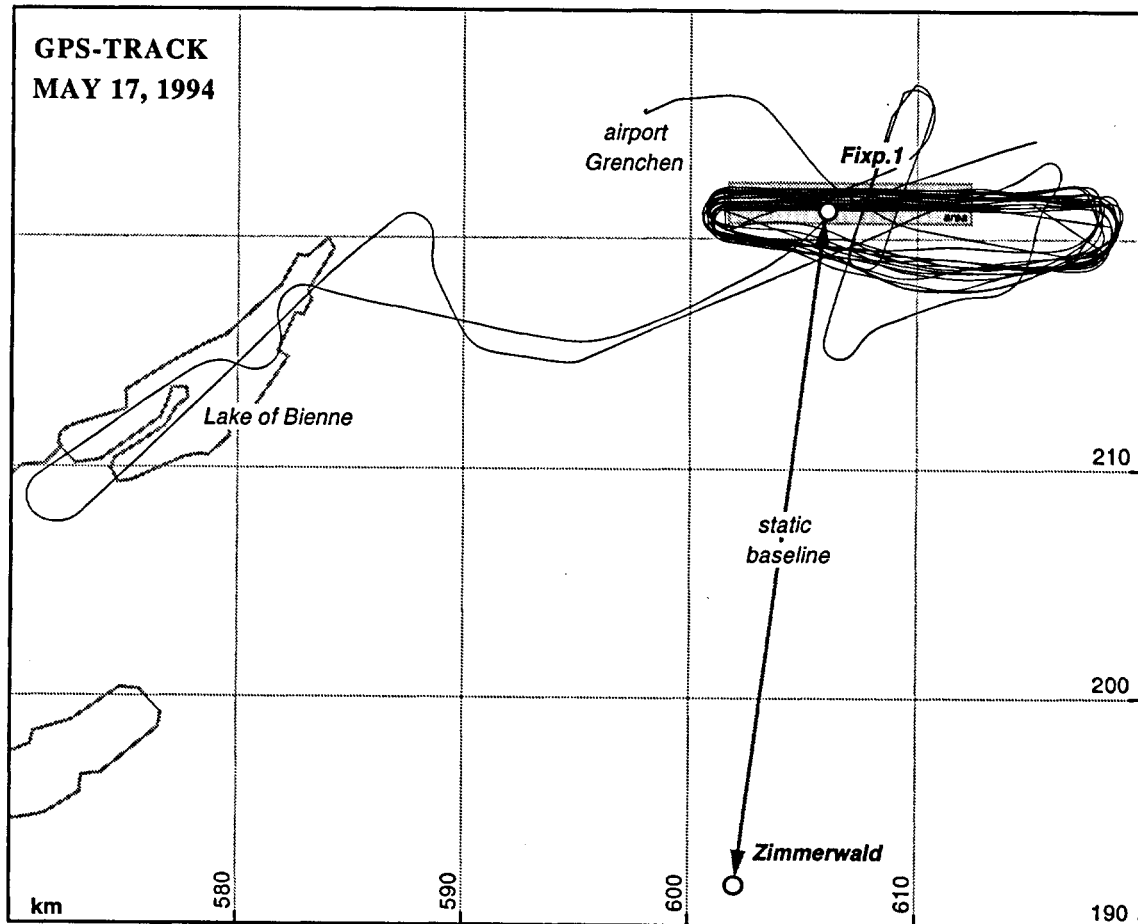 GPS-TRACK
MAY 17, 1994
airport
Grenchen
Fixp.1
area
Lake of Bienne
210
static
baseline
200
Zimmerwald
580
590
600
610
km
190